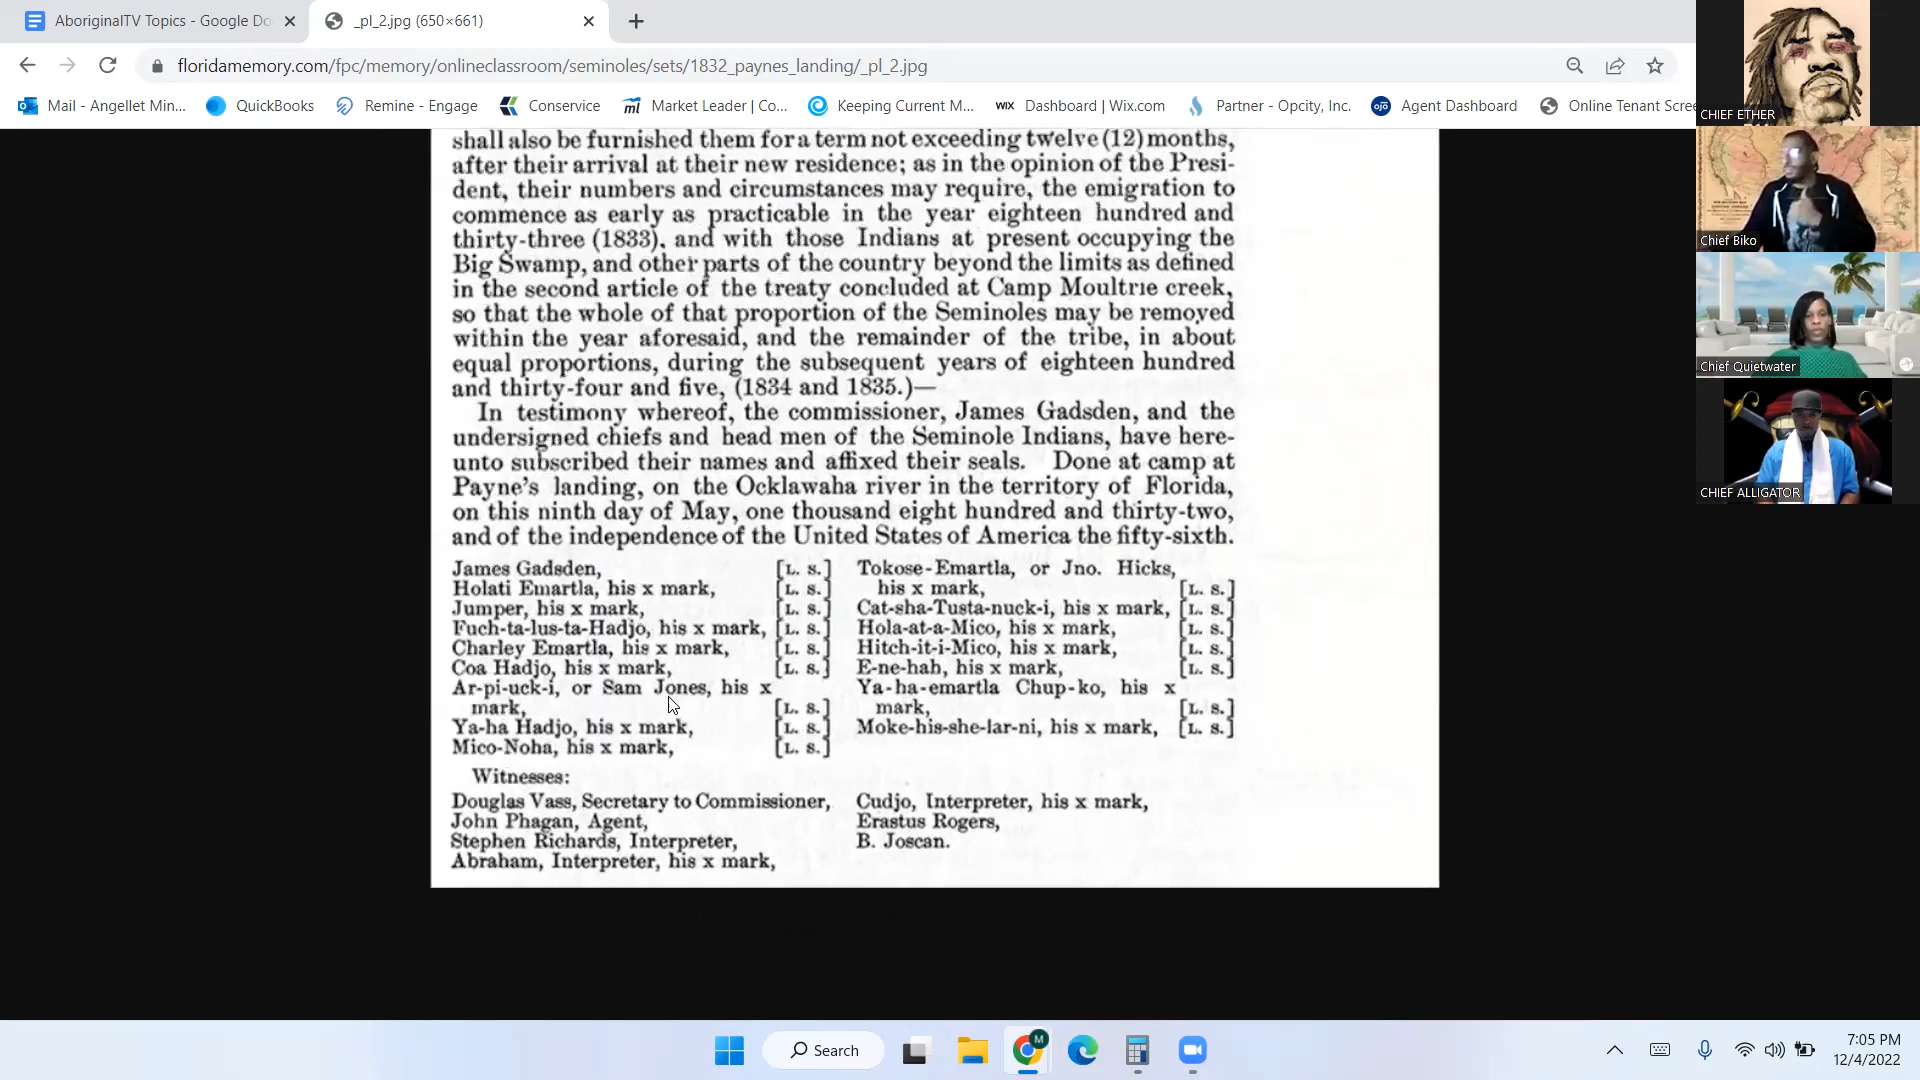 AboriginalTV Topics - Google Do
_pl_2.jpg (650×661)
floridamemory.com/fpc/memory/onlineclassroom/seminoles/sets/1832_paynes_landing/_pl_2.jpg
Mail - Angellet Min...
QuickBooks
Remine - Engage
Conservice
Market Leader | Co...
Keeping Current M...
WIX
Dashboard | Wix.com
Partner - Opcity, Inc.
ojo
Agent Dashboard
Online Tenant Scre
CHIEF ETHER
Chief Biko
Chief Quietwater
CHIEF ALLIGATOR
shall also be furnished them for a term not exceeding twelve (12) months,
after their arrival at their new residence; as in the opinion of the Presi-
dent, their numbers and circumstances may require, the emigration to
commence as early as practicable in the year eighteen hundred and
thirty-three (1833), and with those Indians at present occupying the
Big Swamp, and other parts of the country beyond the limits as defined
in the second article of the treaty concluded at Camp Moultrie creek,
so that the whole of that proportion of the Seminoles may be removed
within the year aforesaid, and the remainder of the tribe, in about
equal proportions, during the subsequent years of eighteen hundred
and thirty-four and five, (1834 and 1835.)—
In testimony whereof, the commissioner, James Gadsden, and the
undersigned chiefs and head men of the Seminole Indians, have here-
unto subscribed their names and affixed their seals. Done at camp at
Payne's landing, on the Ocklawaha river in the territory of Florida,
on this ninth day of May, one thousand eight hundred and thirty-two,
and of the independence of the United States of America the fifty-sixth.
James Gadsden, [L. S.]
Holati Emartla, his x mark, [L. S.]
Jumper, his x mark, [L. S.]
Fuch-ta-lus-ta-Hadjo, his x mark, [L. S.]
Charley Emartla, his x mark, [L. S.]
Coa Hadjo, his x mark, [L. S.]
Ar-pi-uck-i, or Sam Jones, his x
mark, [L. S.]
Ya-ha Hadjo, his x mark, [L. S.]
Mico-Noha, his x mark, [L. S.]
Tokose-Emartla, or Jno. Hicks,
his x mark, [L. S.]
Cat-sha-Tusta-nuck-i, his x mark, [L. S.]
Hola-at-a-Mico, his x mark, [L. S.]
Hitch-it-i-Mico, his x mark, [L. S.]
E-ne-hah, his x mark, [L. S.]
Ya-ha-emartla Chup-ko, his x
mark, [L. S.]
Moke-his-she-lar-ni, his x mark, [L. S.]
Witnesses:
Douglas Vass, Secretary to Commissioner,
John Phagan, Agent,
Stephen Richards, Interpreter,
Abraham, Interpreter, his x mark,
Cudjo, Interpreter, his x mark,
Erastus Rogers,
B. Joscan.
Search
M
7:05 PM
12/4/2022